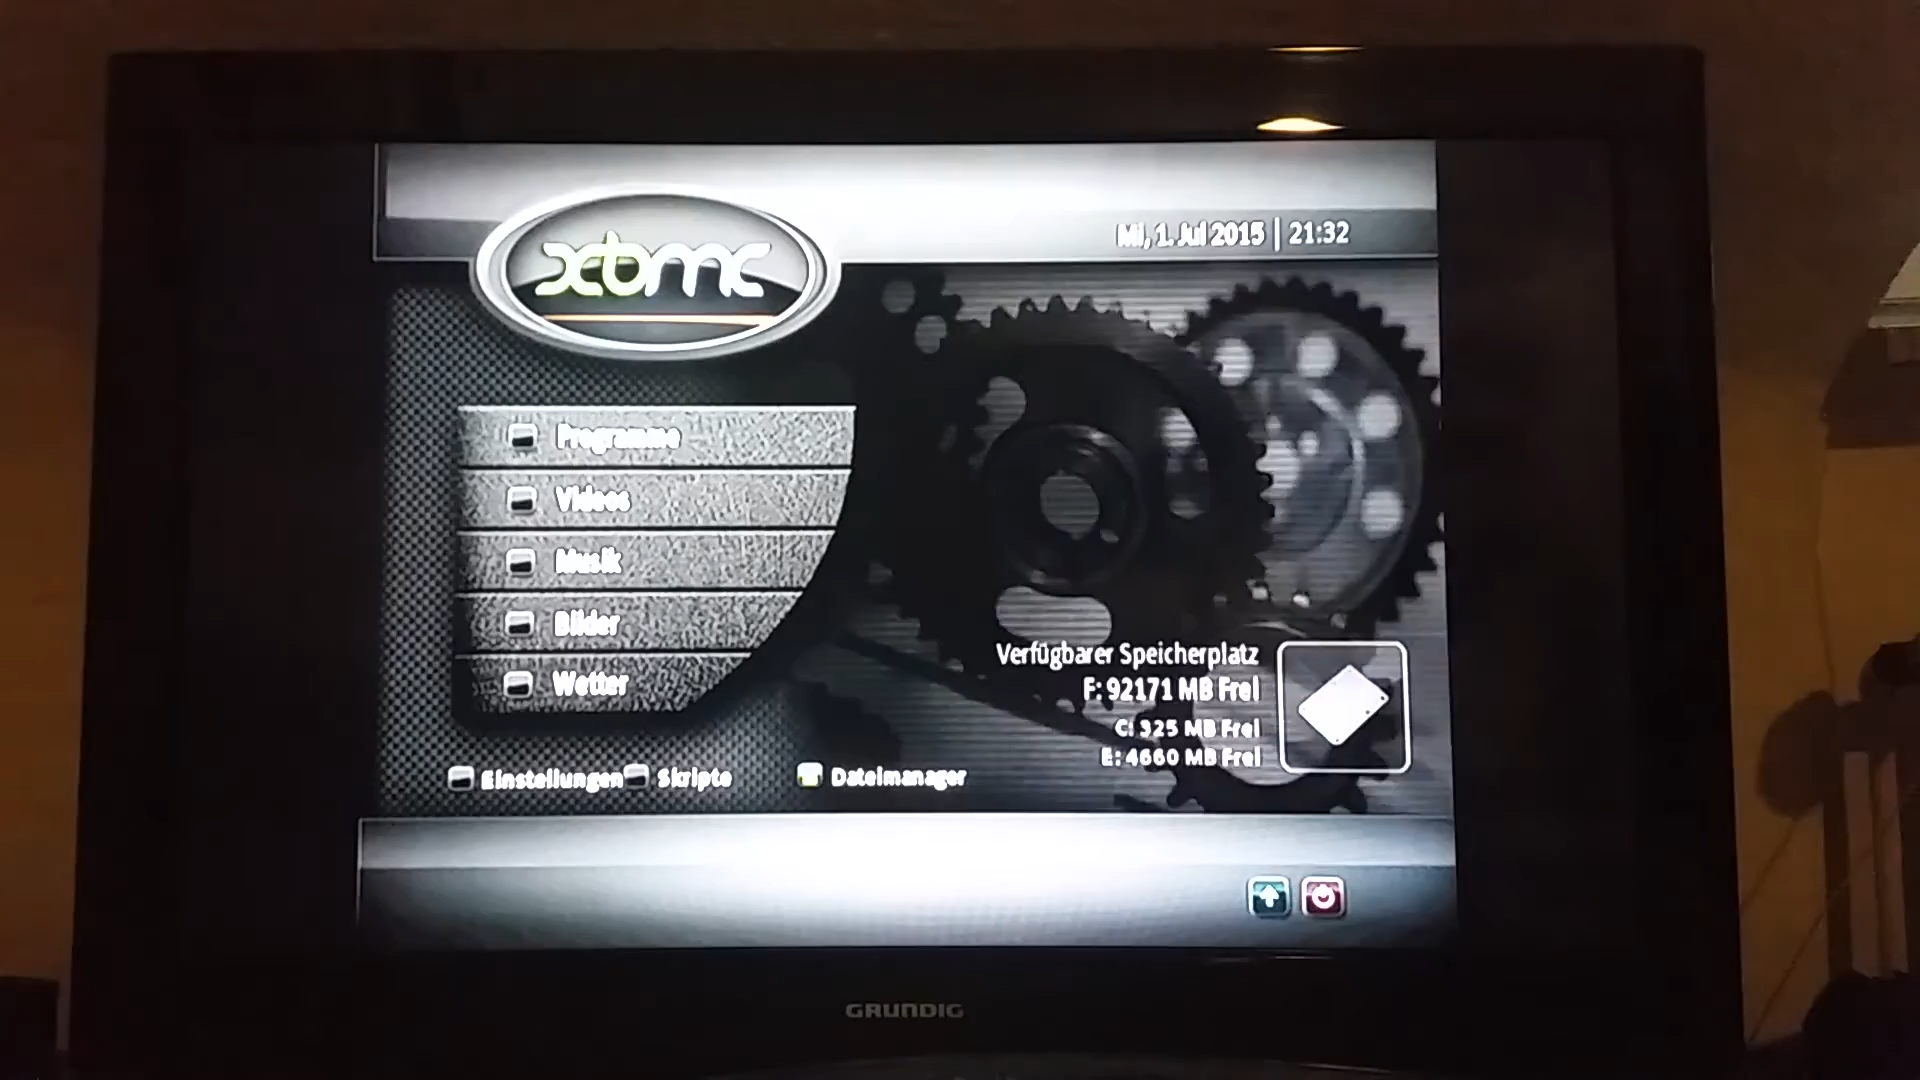 xbmc
Mi, 1. Jul 2015 | 21:32
Programme
Videos
Musik
Bilder
Wetter
Verfügbarer Speicherplatz
F: 92171 MB Frei
C: 325 MB Frei
E: 4660 MB Frei
Einstellungen Skripte Dateimanager
GRUNDIG